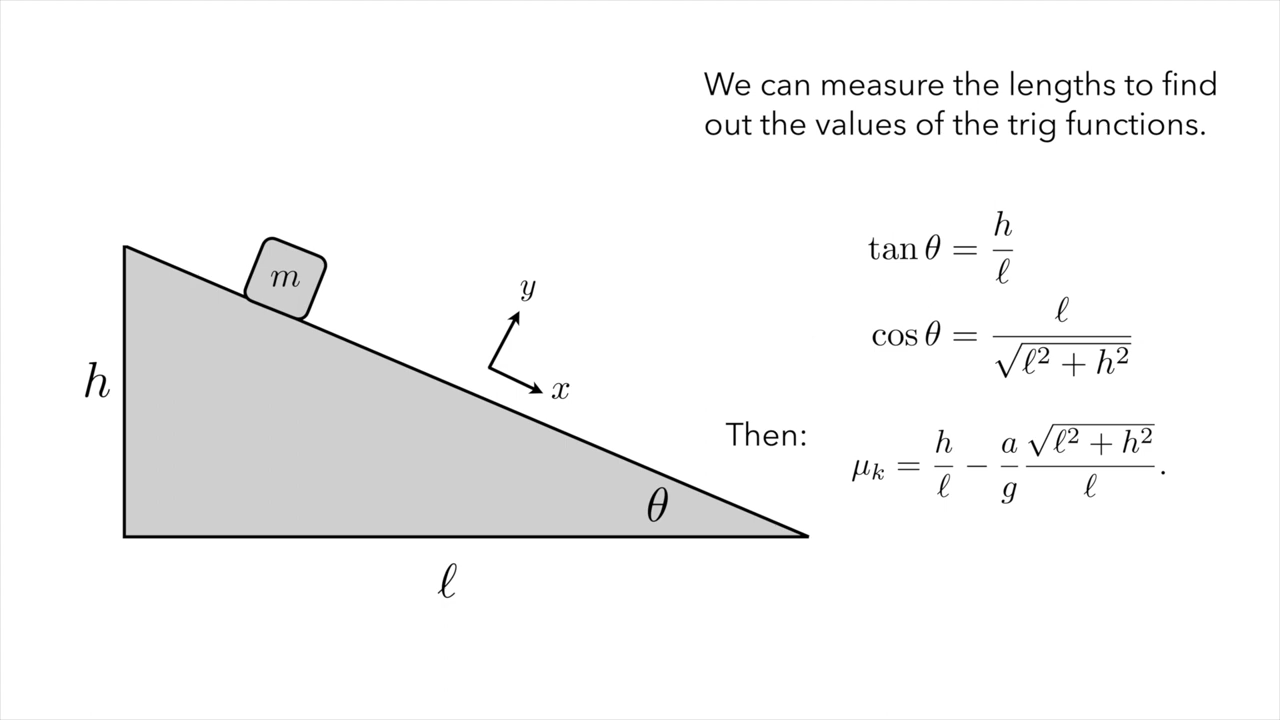 We can measure the lengths to find
out the values of the trig functions.
tan θ = h/ℓ
cos θ = ℓ/√(ℓ² + h²)
Then:
μₖ = h/ℓ − a/g √(ℓ² + h²)/ℓ.
m
y
x
h
θ
ℓ